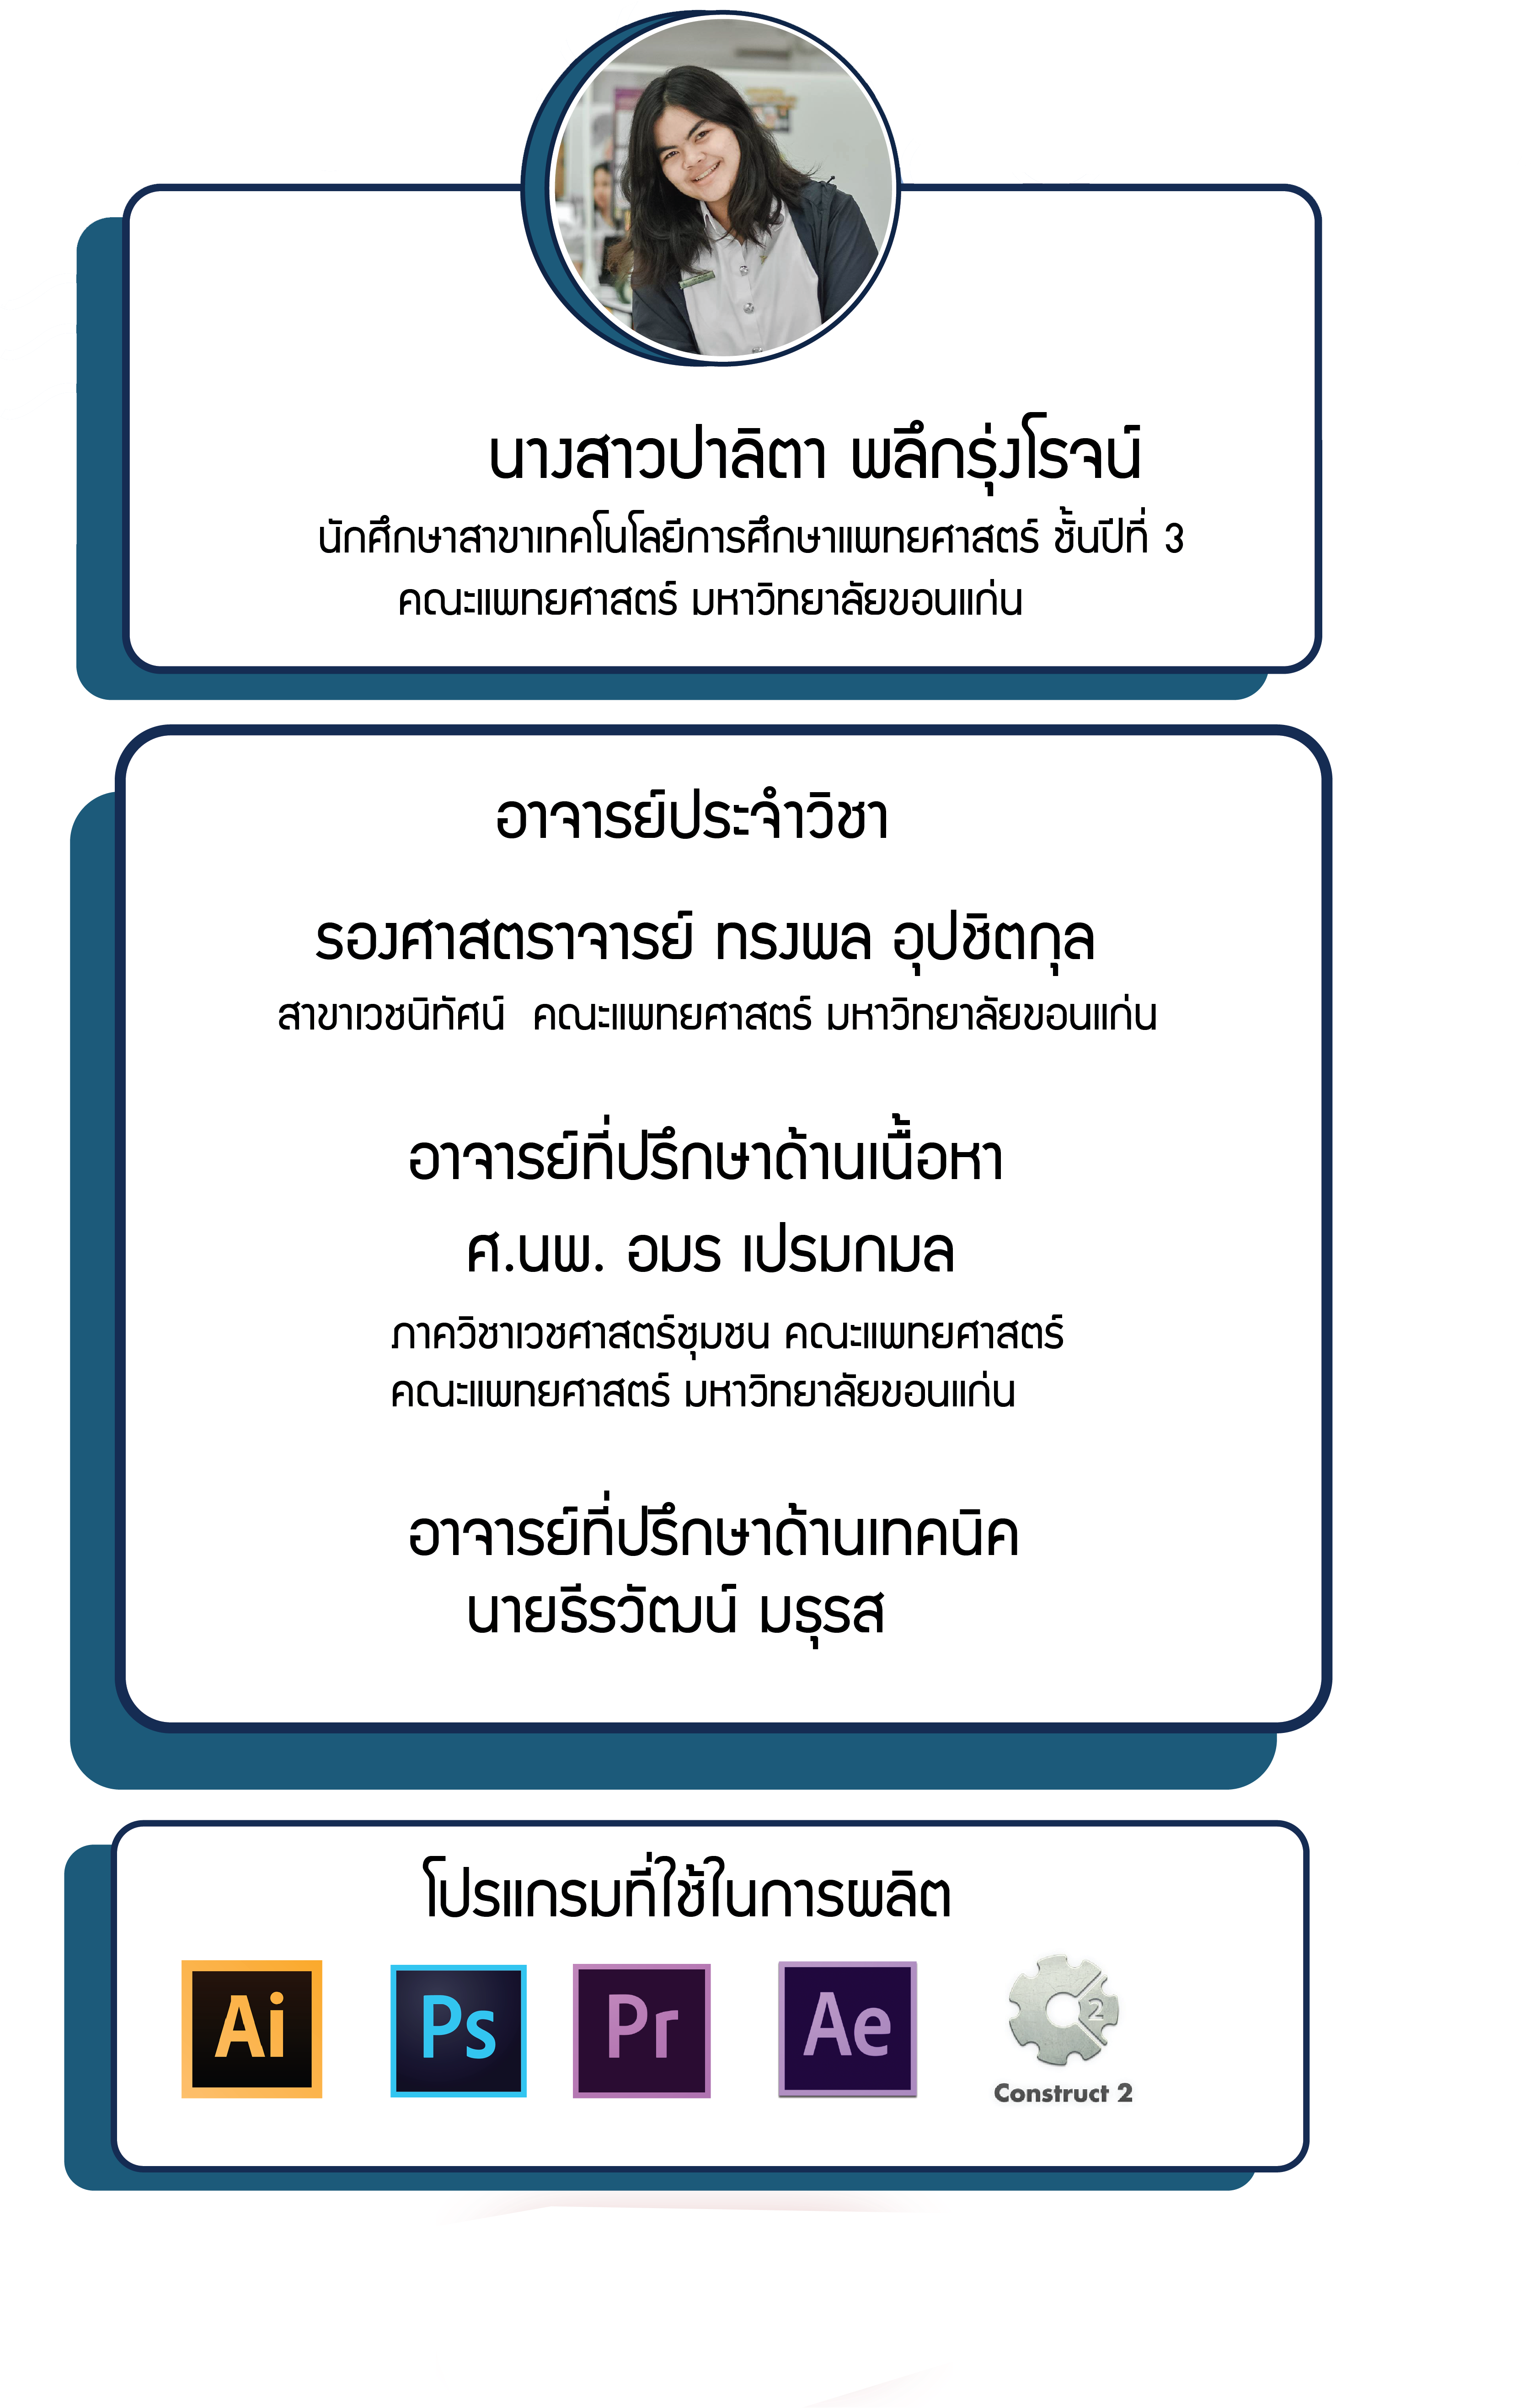 นางสาวปาลิตา พลึกรุ่งโรจน์
นักศึกษาสาขาเทคโนโลยีการศึกษาแพทยศาสตร์ ชั้นปีที่ 3
คณะแพทยศาสตร์ มหาวิทยาลัยขอนแก่น
อาจารย์ประจำวิชา
รองศาสตราจารย์ ทรงพล อุปชิตกุล
สาขาเวชนิทัศน์ คณะแพทยศาสตร์ มหาวิทยาลัยขอนแก่น
อาจารย์ที่ปรึกษาด้านเนื้อหา
ศ.นพ. อมร เปรมกมล
ภาควิชาเวชศาสตร์ชุมชน คณะแพทยศาสตร์
คณะแพทยศาสตร์ มหาวิทยาลัยขอนแก่น
อาจารย์ที่ปรึกษาด้านเทคนิค
นายธีรวัฒน์ มธุรส
โปรแกรมที่ใช้ในการผลิต
Ai Ps Pr Ae 2
Construct 2